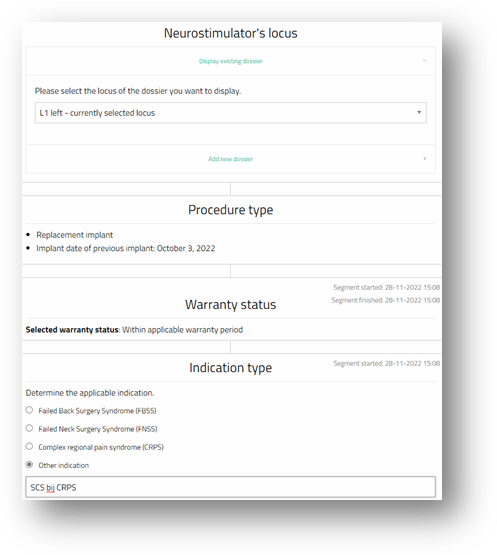 Neurostimulator's locus
Display existing dossier
Please select the locus of the dossier you want to display.
L1 left - currently selected locus
Add new dossier
Procedure type
Replacement implant
Implant date of previous implant: October 3, 2022
Segment started: 28-11-2022 15:08
Segment finished: 28-11-2022 15:08
Warranty status
Selected warranty status: Within applicable warranty period
Segment started: 28-11-2022 15:08
Indication type
Determine the applicable indication.
Failed Back Surgery Syndrome (FBSS)
Failed Neck Surgery Syndrome (FNSS)
Complex regional pain syndrome (CRPS)
Other indication
SCS bij CRPS